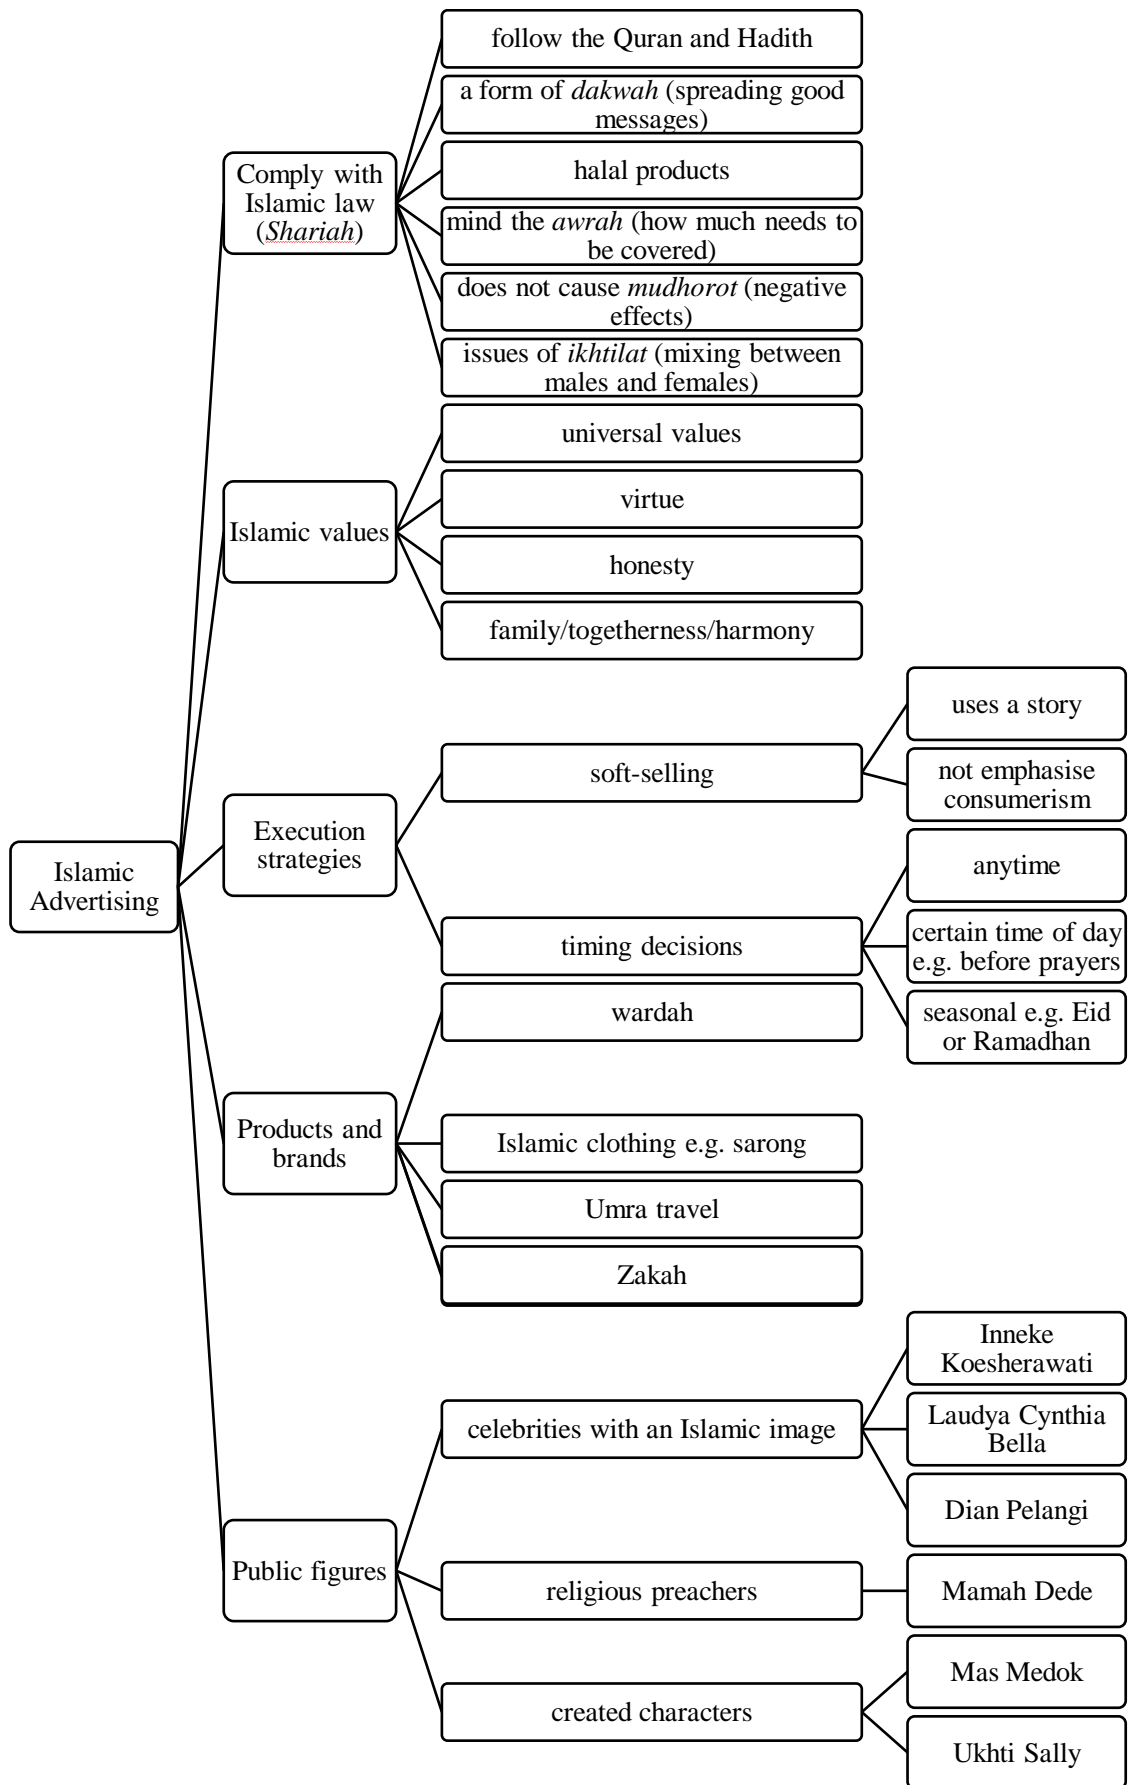 follow the Quran and Hadith
a form of dakwah (spreading good
messages)
halal products
mind the awrah (how much needs to
be covered)
does not cause mudhorot (negative
effects)
issues of ikhtilat (mixing between
males and females)
Comply with
Islamic law
(Shariah)
universal values
virtue
honesty
family/togetherness/harmony
Islamic values
uses a story
not emphasise
consumerism
soft-selling
anytime
certain time of day
e.g. before prayers
seasonal e.g. Eid
or Ramadhan
timing decisions
Execution
strategies
Islamic
Advertising
wardah
Islamic clothing e.g. sarong
Umra travel
Zakah
Products and
brands
Inneke
Koesherawati
Laudya Cynthia
Bella
Dian Pelangi
celebrities with an Islamic image
religious preachers
Mamah Dede
Public figures
created characters
Mas Medok
Ukhti Sally